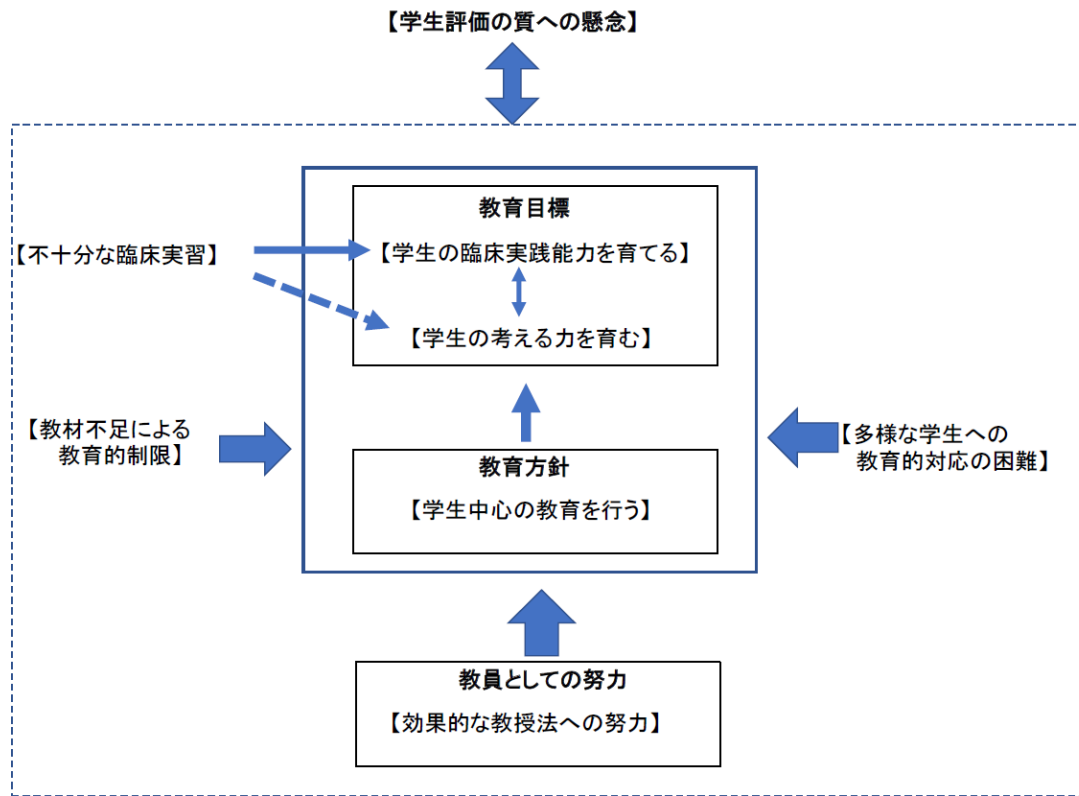 【学生評価の質への懸念】
教育目標
【不十分な臨床実習】
【学生の臨床実践能力を育てる】
【学生の考える力を育む】
【教材不足による
教育的制限】
【多様な学生への
教育的対応の困難】
教育方針
【学生中心の教育を行う】
教員としての努力
【効果的な教授法への努力】